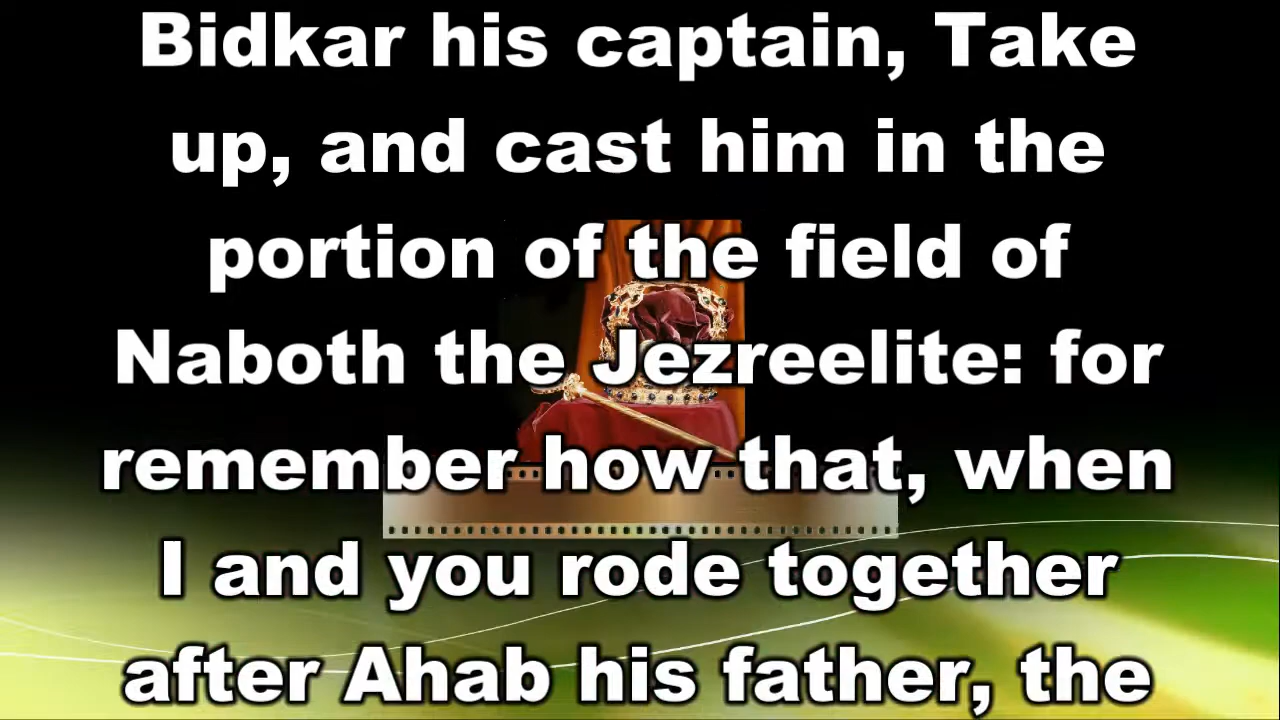 Bidkar his captain, Take
up, and cast him in the
portion of the field of
Naboth the Jezreelite: for
remember how that, when
I and you rode together
after Ahab his father, the